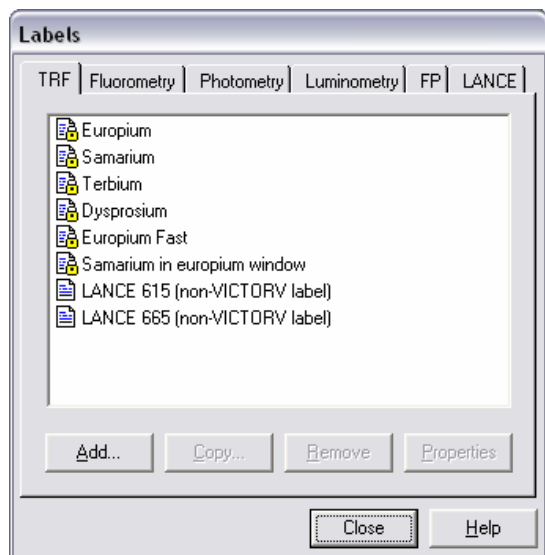 Labels
TRF Fluorometry Photometry Luminometry FP LANCE
Europium
Samarium
Terbium
Dysprosium
Europium Fast
Samarium in europium window
LANCE 615 (non-VICTORV label)
LANCE 665 (non-VICTORV label)
Add... Copy... Remove Properties
Close Help